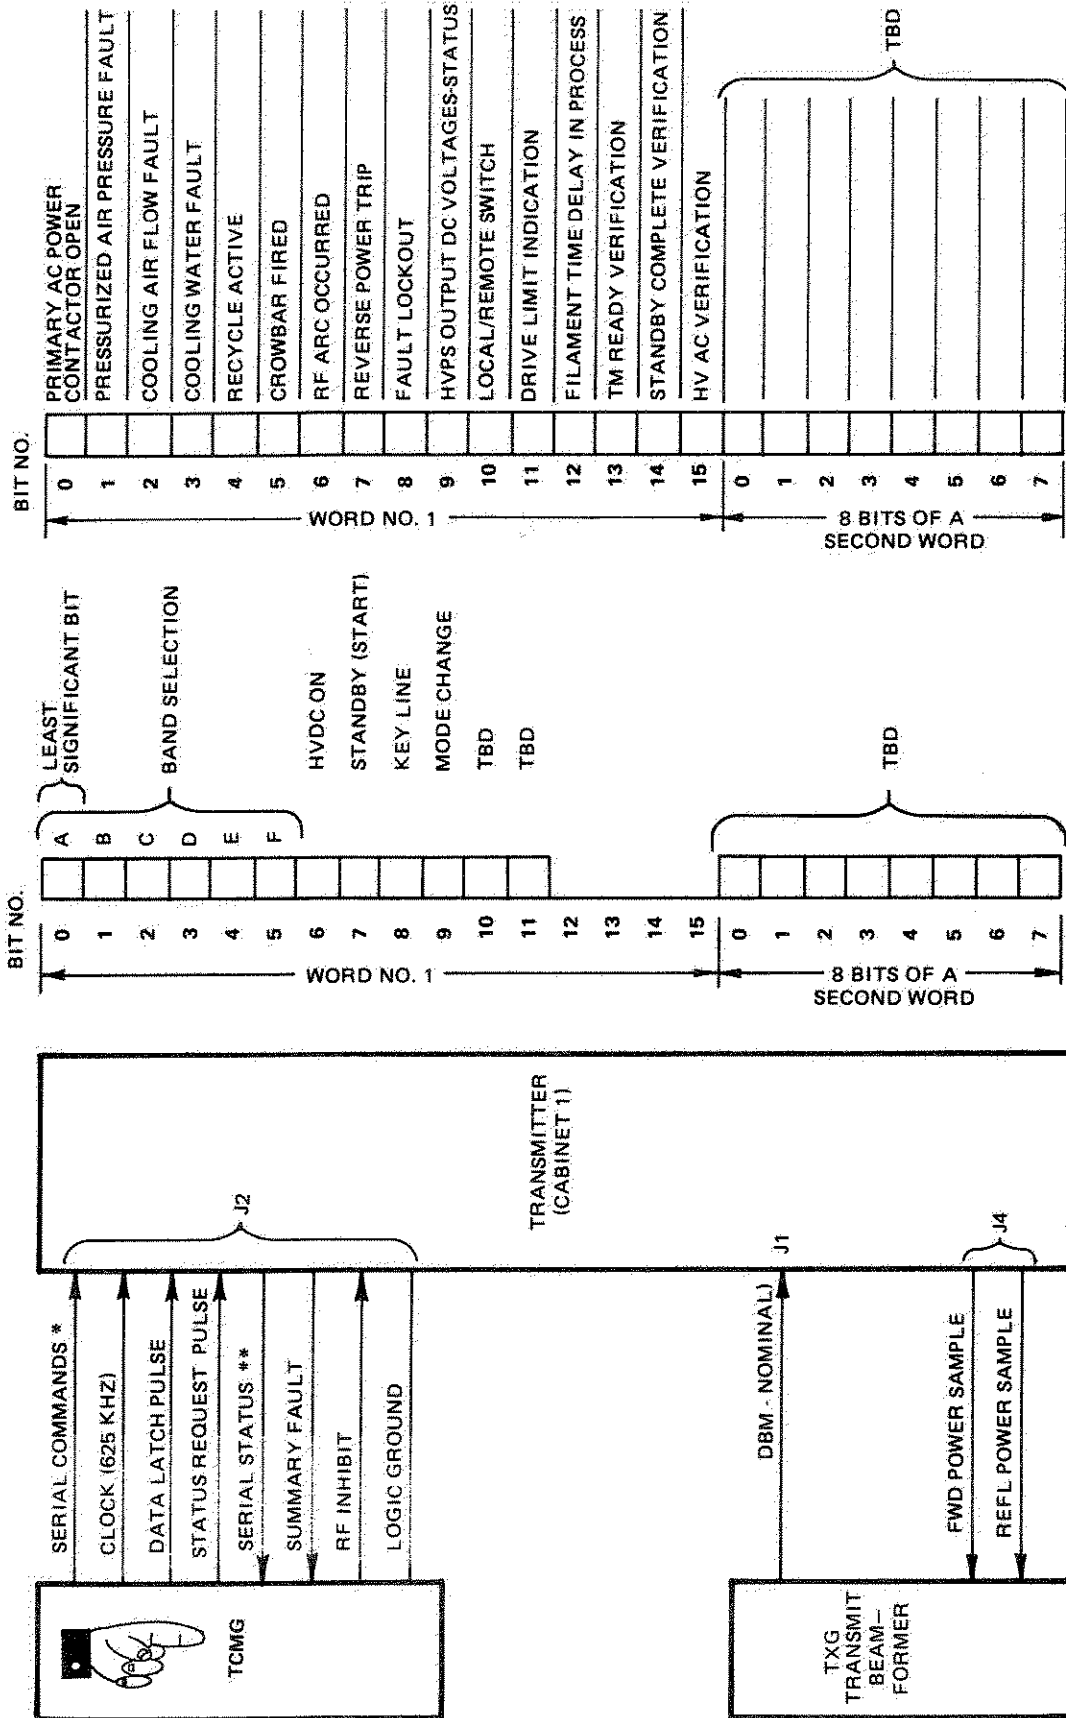 SERIAL COMMANDS *
CLOCK (625 KHZ)
DATA LATCH PULSE
STATUS REQUEST PULSE
SERIAL STATUS **
SUMMARY FAULT
RF INHIBIT
LOGIC GROUND
TCMG
J2
TRANSMITTER
(CABINET 1)
DBM - NOMINAL)
J1
FWD POWER SAMPLE
REFL POWER SAMPLE
J4
TXG
TRANSMIT
BEAM-
FORMER
BIT NO.
0
1
2
3
4
5
6
7
8
9
10
11
12
13
14
15
0
1
2
3
4
5
6
7
WORD NO. 1
8 BITS OF A
SECOND WORD
A
B
C
D
E
F
LEAST
SIGNIFICANT BIT
BAND SELECTION
HVDC ON
STANDBY (START)
KEY LINE
MODE CHANGE
TBD
TBD
TBD
BIT NO.
0
1
2
3
4
5
6
7
8
9
10
11
12
13
14
15
0
1
2
3
4
5
6
7
WORD NO. 1
8 BITS OF A
SECOND WORD
PRIMARY AC POWER
CONTACTOR OPEN
PRESSURIZED AIR PRESSURE FAULT
COOLING AIR FLOW FAULT
COOLING WATER FAULT
RECYCLE ACTIVE
CROWBAR FIRED
RF ARC OCCURRED
REVERSE POWER TRIP
FAULT LOCKOUT
HVPS OUTPUT DC VOLTAGES-STATUS
LOCAL/REMOTE SWITCH
DRIVE LIMIT INDICATION
FILAMENT TIME DELAY IN PROCESS
TM READY VERIFICATION
STANDBY COMPLETE VERIFICATION
HV AC VERIFICATION
TBD